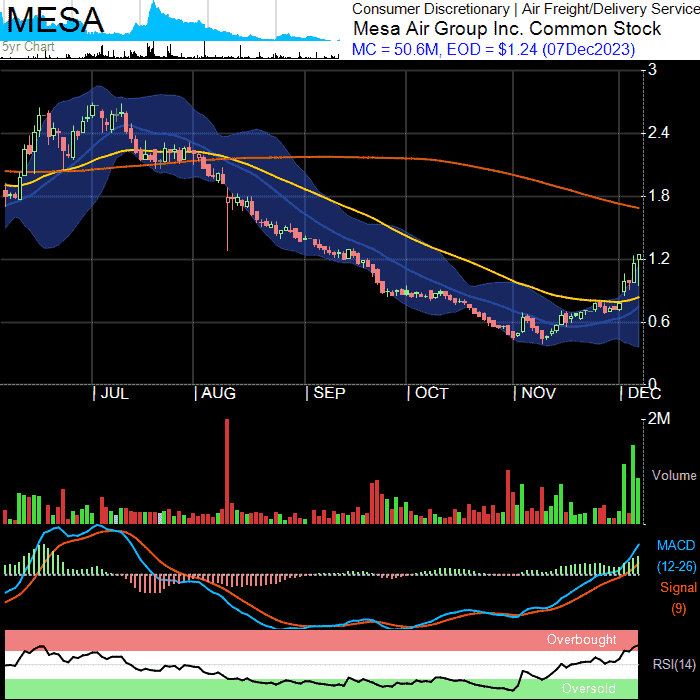 MESA
5yr Chart
Consumer Discretionary | Air Freight/Delivery Service
Mesa Air Group Inc. Common Stock
MC = 50.6M, EOD = $1.24 (07Dec2023)
3
2.4
1.8
1.2
0.6
0
| JUL | AUG | SEP | OCT | NOV | DEC
2M
Volume
MACD
(12-26)
Signal
(9)
Overbought
RSI(14)
Oversold